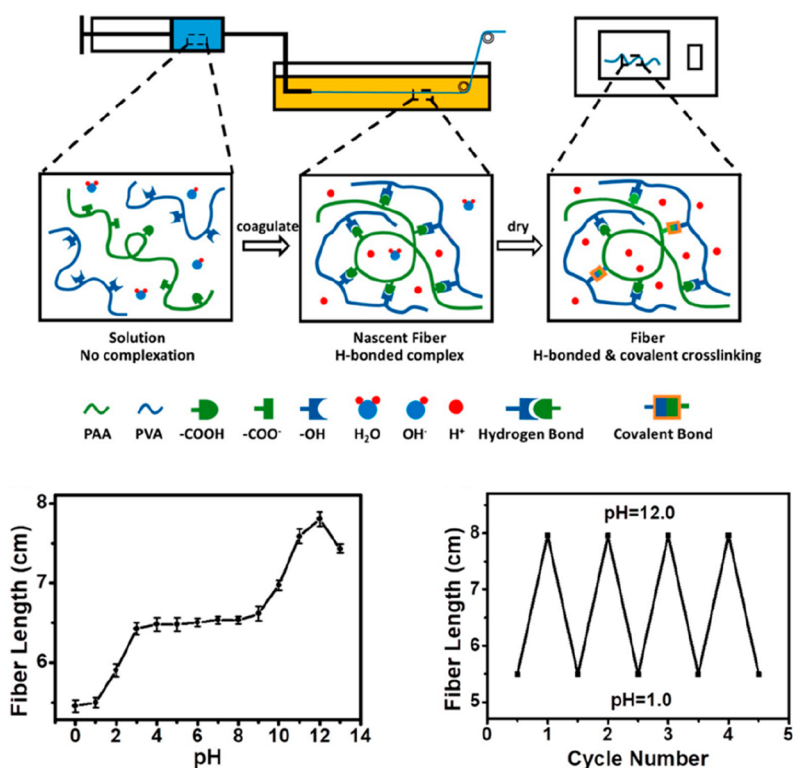 coagulate
dry
Solution
No complexation
Nascent Fiber
H-bonded complex
Fiber
H-bonded & covalent crosslinking
PAA PVA -COOH -COO⁻ -OH H₂O OH⁻ H⁺ Hydrogen Bond Covalent Bond
Fiber Length (cm)
8
7
6
0 2 4 6 8 10 12 14
pH
Fiber Length (cm)
8
7
6
5
pH=12.0
pH=1.0
0 1 2 3 4 5
Cycle Number